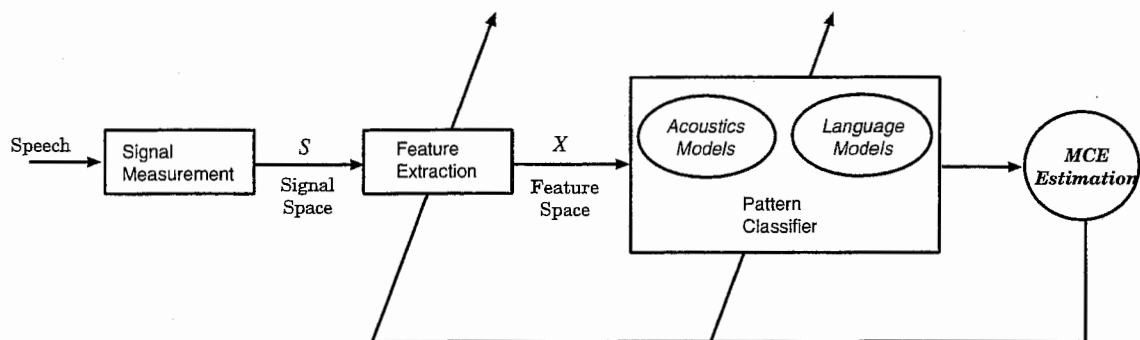 Speech
Signal
Measurement
S
Signal
Space
Feature
Extraction
X
Feature
Space
Acoustics
Models
Language
Models
Pattern
Classifier
MCE
Estimation